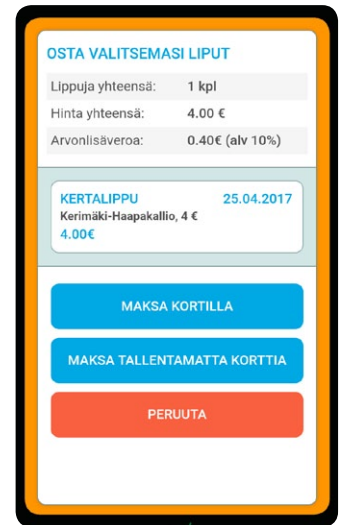 OSTA VALITSEMASI LIPUT
Lippuja yhteensä: 1 kpl
Hinta yhteensä: 4.00 €
Arvonlisäveroa: 0.40€ (alv 10%)
KERTALIPPU 25.04.2017
Kerimäki-Haapakallio, 4 €
4.00€
MAKSA KORTILLA
MAKSA TALLENTAMATTA KORTTIA
PERUUTA